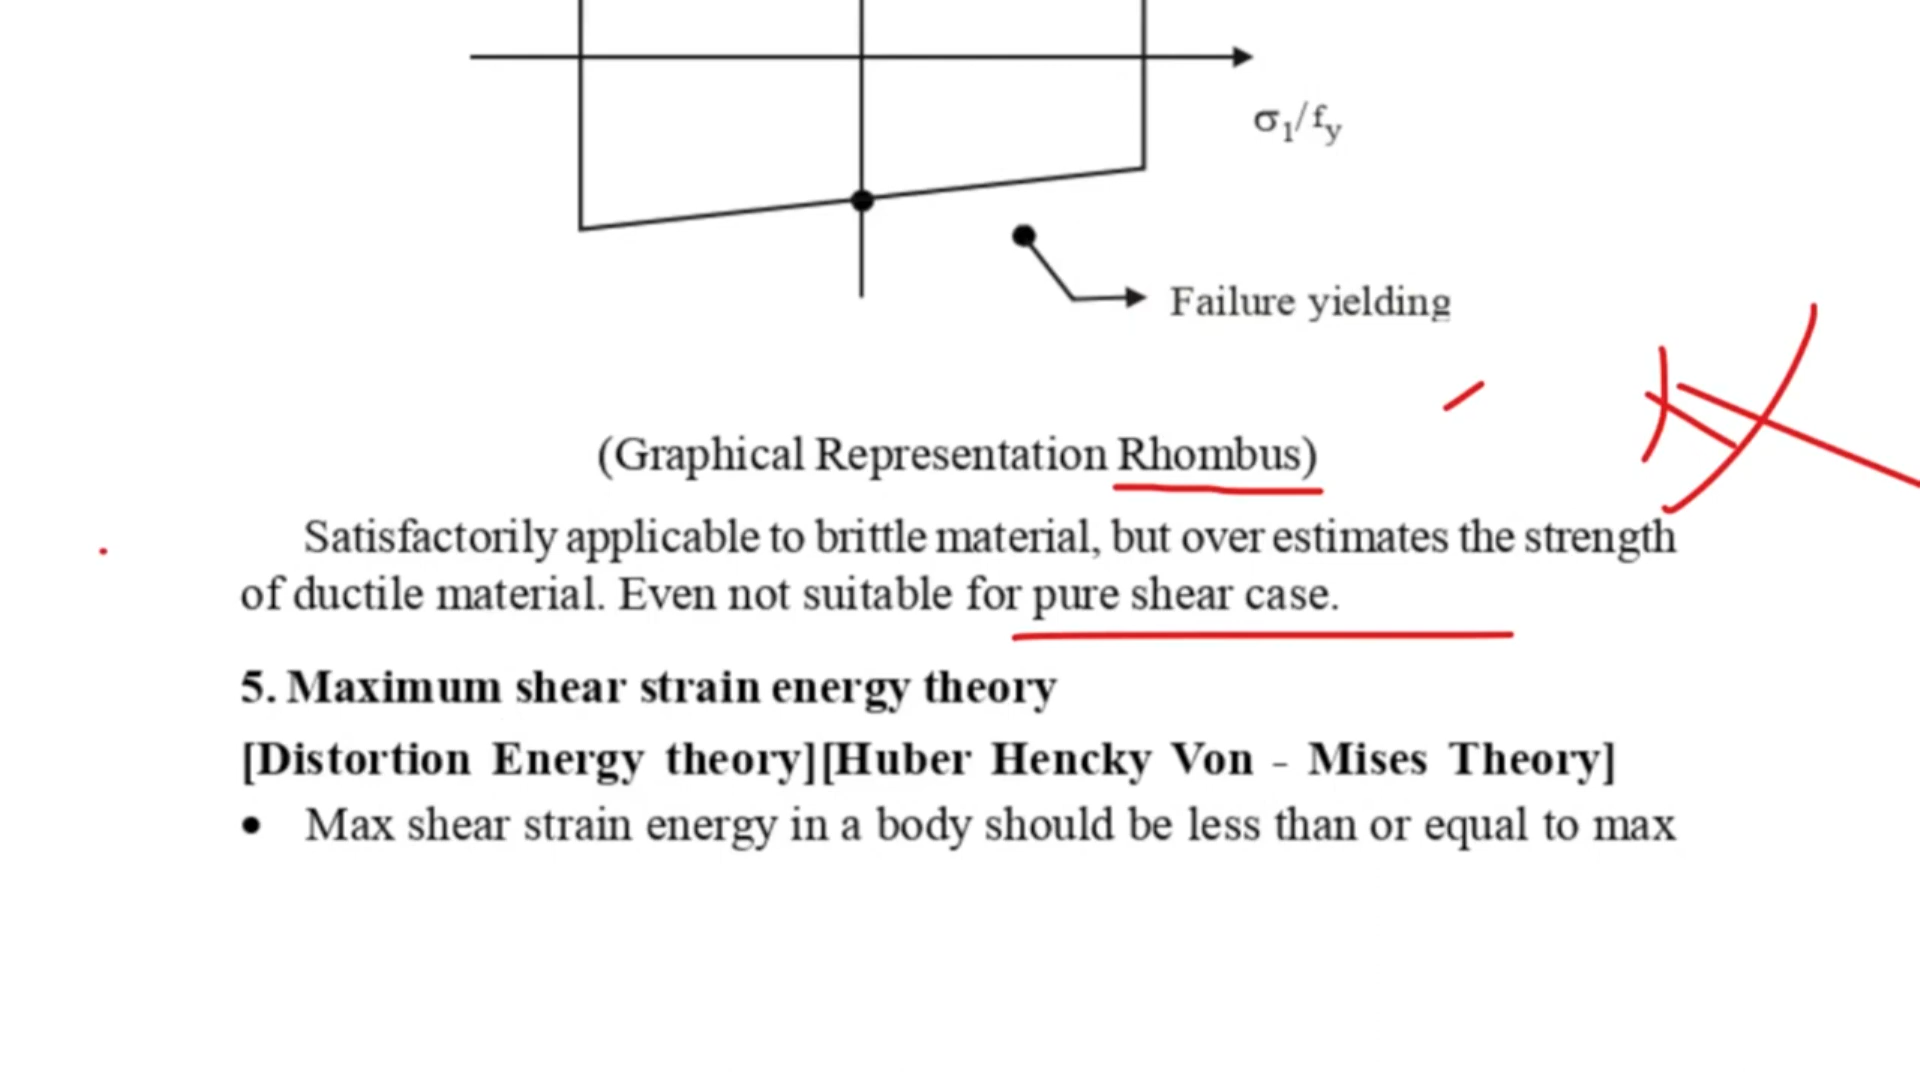 σ₁/fᵧ
Failure yielding
(Graphical Representation Rhombus)
Satisfactorily applicable to brittle material, but over estimates the strength
of ductile material. Even not suitable for pure shear case.
5. Maximum shear strain energy theory
[Distortion Energy theory][Huber Hencky Von - Mises Theory]
• Max shear strain energy in a body should be less than or equal to max